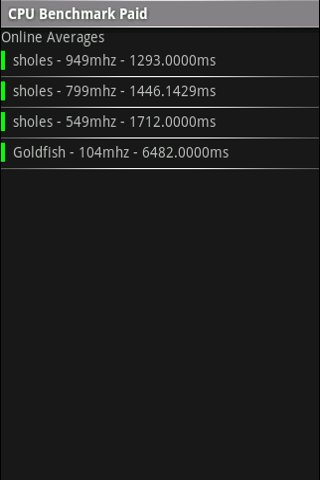 CPU Benchmark Paid
Online Averages
sholes - 949mhz - 1293.0000ms
sholes - 799mhz - 1446.1429ms
sholes - 549mhz - 1712.0000ms
Goldfish - 104mhz - 6482.0000ms